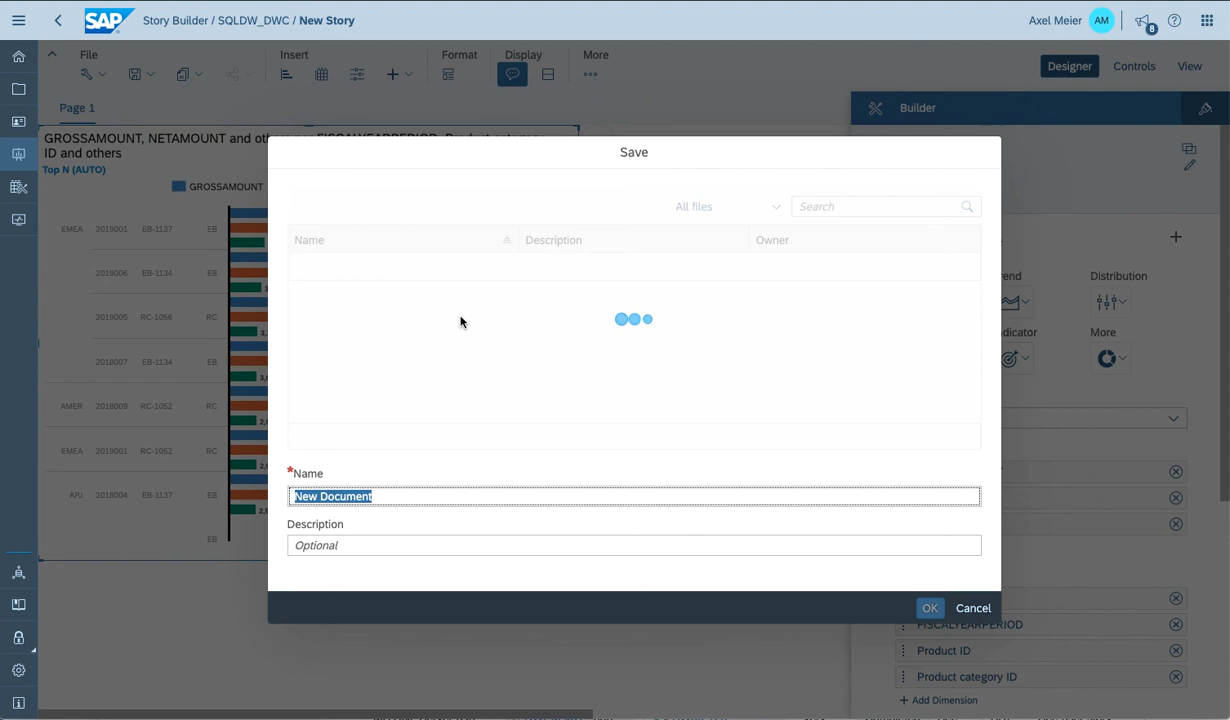 SAP Story Builder / SQLDW_DWC / New Story
Axel Meier AM 8
File Insert Format Display More
Designer Controls View
Page 1
Builder
GROSSAMOUNT, NETAMOUNT and
ID and others
Top N (AUTO)
GROSSAMOUNT
EMEA 2019001 EB-1137 EB
2019006 EB-1134 EB
2019005 RC-1056 RC
2018007 EB-1134 EB
AMER 2018009 RC-1052 RC
EMEA 2019001 RC-1052 RC
APJ 2018004 EB-1137 EB
EB
Save
All files Search
Name Description Owner
*Name
New Document
Description
Optional
OK Cancel
Distribution
More
FISCALYEARPERIOD
Product ID
Product category ID
+ Add Dimension